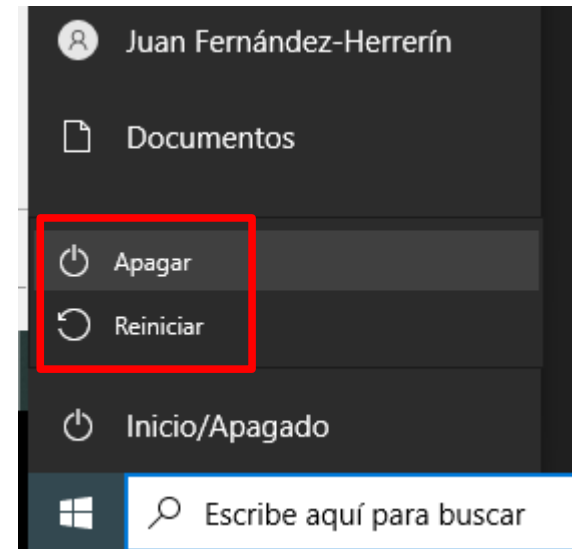 Juan Fernández-Herrerín
Documentos
Apagar
Reiniciar
Inicio/Apagado
Escribe aquí para buscar